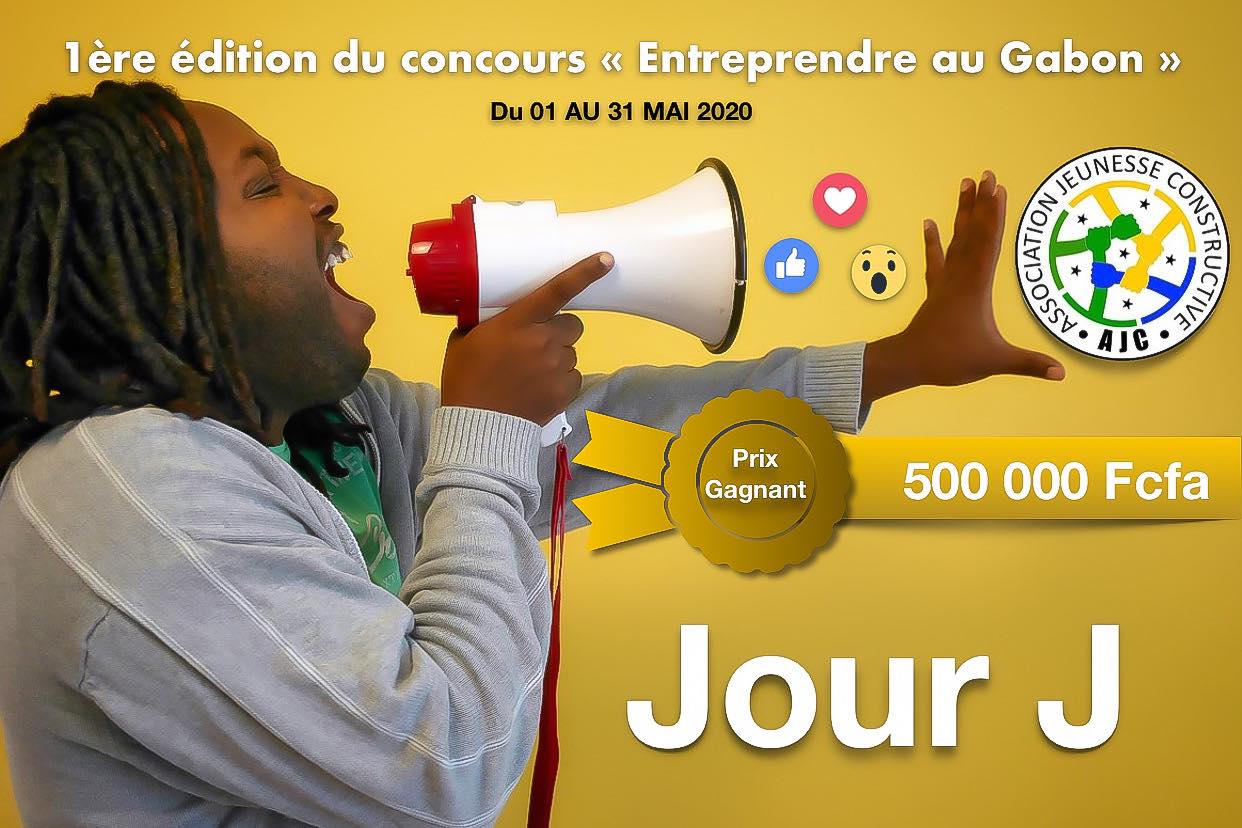 1ère édition du concours « Entreprendre au Gabon »
Du 01 AU 31 MAI 2020
ASSOCIATION JEUNESSE CONSTRUCTIVE
• AJC •
Prix
Gagnant
500 000 Fcfa
Jour J